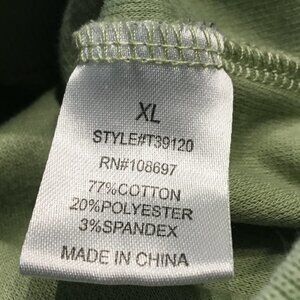 XL
STYLE#T39120
RN#108697
77%COTTON
20%POLYESTER
3%SPANDEX
MADE IN CHINA